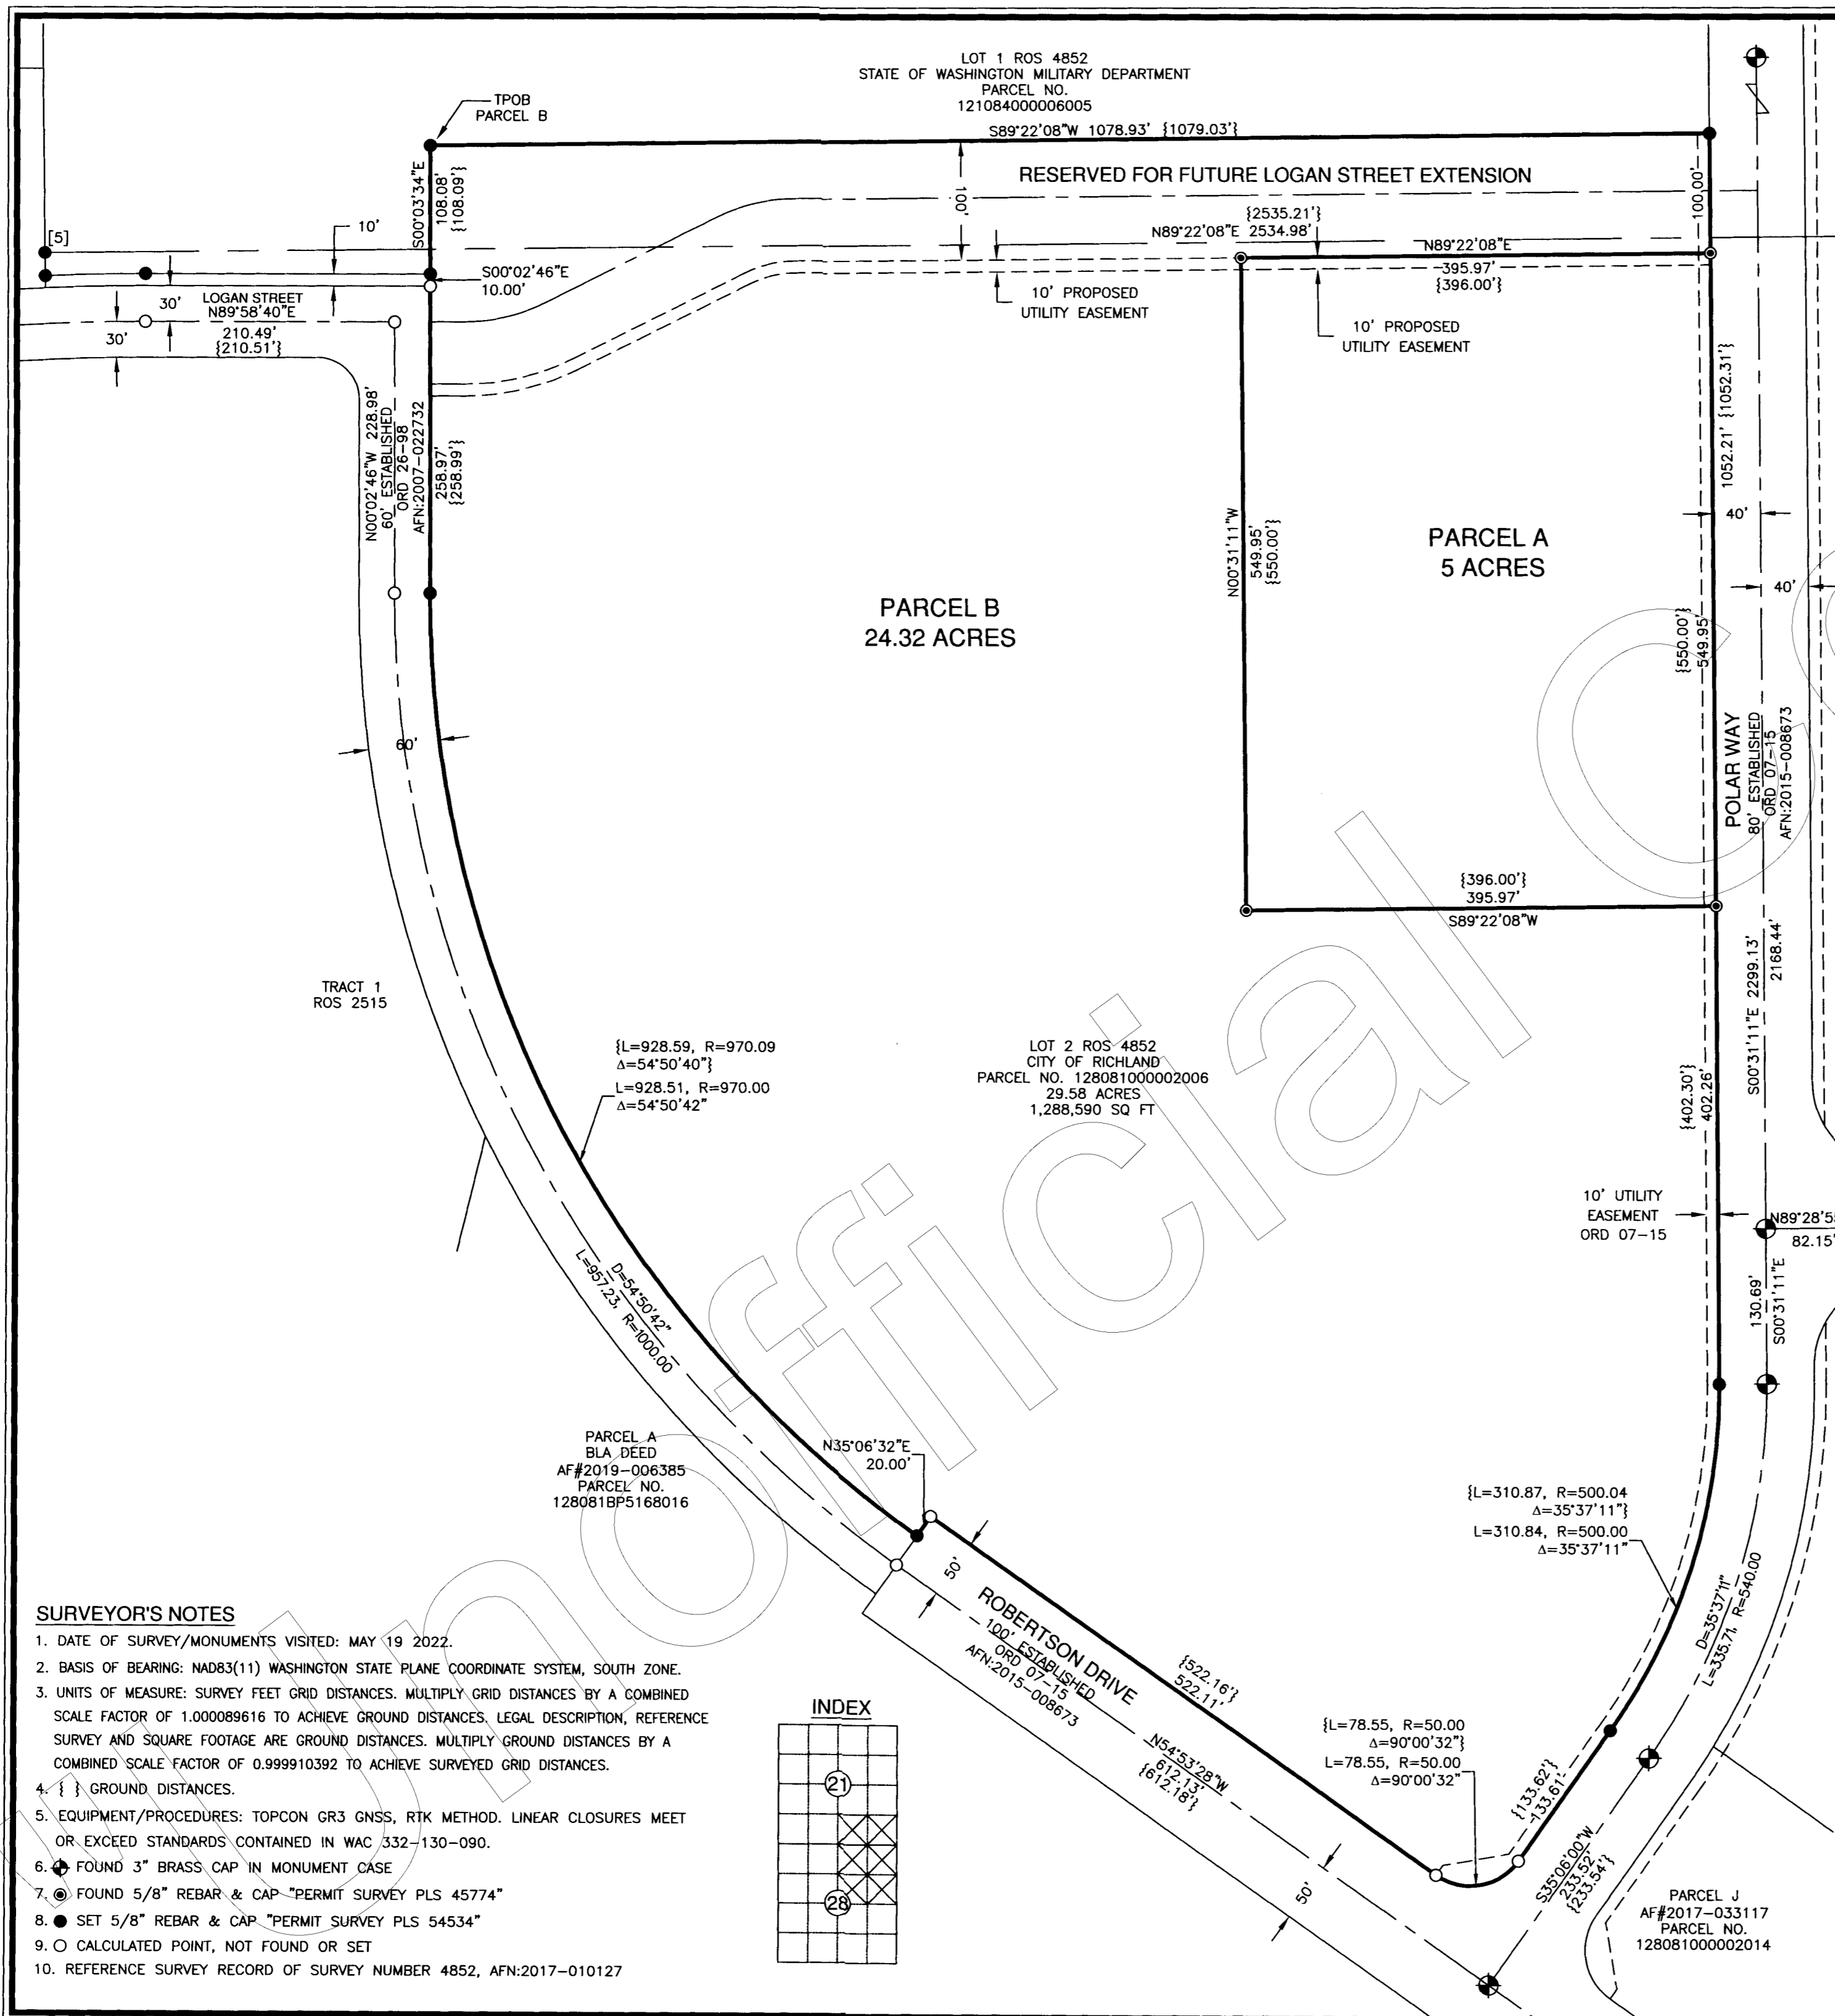 LOT 1 ROS 4852
STATE OF WASHINGTON MILITARY DEPARTMENT
PARCEL NO.
121084000006005
TPOB
PARCEL B
S89°22'08"W 1078.93' {1079.03'}
RESERVED FOR FUTURE LOGAN STREET EXTENSION
S00°03'34"E
108.08'
{108.09'}
100'
100.00'
[5]
10'
{2535.21'}
N89°22'08"E 2534.98'
N89°22'08"E
395.97'
{396.00'}
S00°02'46"E
10.00'
30'
LOGAN STREET
N89°58'40"E
210.49'
{210.51'}
30'
10' PROPOSED
UTILITY EASEMENT
10' PROPOSED
UTILITY EASEMENT
N00°02'46"W 228.98'
60' ESTABLISHED
ORD 26-98
AFN:2007-022732
258.97'
{258.99'}
1052.21' {1052.31'}
40'
40'
N00°31'11"W
549.95'
{550.00'}
PARCEL A
5 ACRES
PARCEL B
24.32 ACRES
{550.00'}
549.95'
60'
POLAR WAY
80' ESTABLISHED
ORD 07-15
AFN:2015-008673
{396.00'}
395.97'
S89°22'08"W
S00°31'11"E 2299.13'
2168.44'
TRACT 1
ROS 2515
{L=928.59, R=970.09
Δ=54°50'40"}
L=928.51, R=970.00
Δ=54°50'42"
LOT 2 ROS 4852
CITY OF RICHLAND
PARCEL NO. 128081000002006
29.58 ACRES
1,288,590 SQ FT
{402.30'}
402.26'
10' UTILITY
EASEMENT
ORD 07-15
N89°28'5
82.15'
130.69'
S00°31'11"E
D=54°50'42"
L=957.23, R=1000.00
PARCEL A
BLA DEED
AF#2019-006385
PARCEL NO.
128081BP5168016
N35°06'32"E
20.00'
{L=310.87, R=500.04
Δ=35°37'11"}
L=310.84, R=500.00
Δ=35°37'11"
50'
ROBERTSON DRIVE
100' ESTABLISHED
ORD 07-15
AFN:2015-008673
{522.16'}
522.11'
D=35°37'11"
L=335.71, R=540.00
N54°53'28"W
612.13'
{612.18'}
{L=78.55, R=50.00
Δ=90°00'32"}
L=78.55, R=50.00
Δ=90°00'32"
{133.62'}
133.61'
S35°06'00"W
233.52'
{233.54'}
50'
PARCEL J
AF#2017-033117
PARCEL NO.
128081000002014
SURVEYOR'S NOTES
1. DATE OF SURVEY/MONUMENTS VISITED: MAY 19 2022.
2. BASIS OF BEARING: NAD83(11) WASHINGTON STATE PLANE COORDINATE SYSTEM, SOUTH ZONE.
3. UNITS OF MEASURE: SURVEY FEET GRID DISTANCES. MULTIPLY GRID DISTANCES BY A COMBINED
SCALE FACTOR OF 1.000089616 TO ACHIEVE GROUND DISTANCES. LEGAL DESCRIPTION, REFERENCE
SURVEY AND SQUARE FOOTAGE ARE GROUND DISTANCES. MULTIPLY GROUND DISTANCES BY A
COMBINED SCALE FACTOR OF 0.999910392 TO ACHIEVE SURVEYED GRID DISTANCES.
4. { } GROUND DISTANCES.
5. EQUIPMENT/PROCEDURES: TOPCON GR3 GNSS, RTK METHOD. LINEAR CLOSURES MEET
OR EXCEED STANDARDS CONTAINED IN WAC 332-130-090.
6. FOUND 3" BRASS CAP IN MONUMENT CASE
7. FOUND 5/8" REBAR & CAP "PERMIT SURVEY PLS 45774"
8. SET 5/8" REBAR & CAP "PERMIT SURVEY PLS 54534"
9. CALCULATED POINT, NOT FOUND OR SET
10. REFERENCE SURVEY RECORD OF SURVEY NUMBER 4852, AFN:2017-010127
INDEX
21
28
Unofficial C